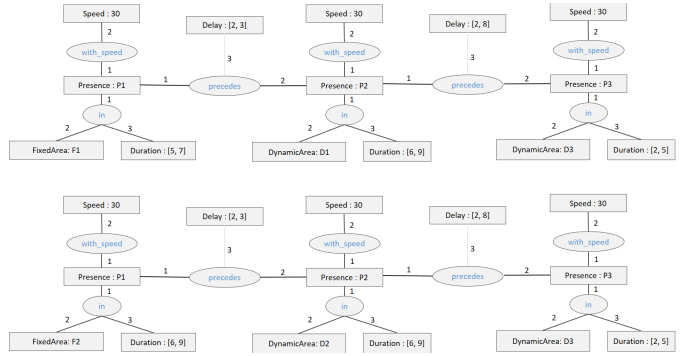 Speed : 30
Delay : [2, 3]
Speed : 30
Delay : [2, 8]
Speed : 30
2
2
2
with_speed
3
with_speed
3
with_speed
1
1
1
Presence : P1
1
precedes
2
Presence : P2
1
precedes
2
Presence : P3
1
1
1
in
in
in
2
3
2
3
2
3
FixedArea: F1
Duration : [5, 7]
DynamicArea: D1
Duration : [6, 9]
DynamicArea: D3
Duration : [2, 5]
Speed : 30
Delay : [2, 3]
Speed : 30
Delay : [2, 8]
Speed : 30
2
2
2
with_speed
3
with_speed
3
with_speed
1
1
1
Presence : P1
1
precedes
2
Presence : P2
1
precedes
2
Presence : P3
1
1
1
in
in
in
2
3
2
3
2
3
FixedArea: F2
Duration : [6, 9]
DynamicArea: D2
Duration : [6, 9]
DynamicArea: D3
Duration : [2, 5]